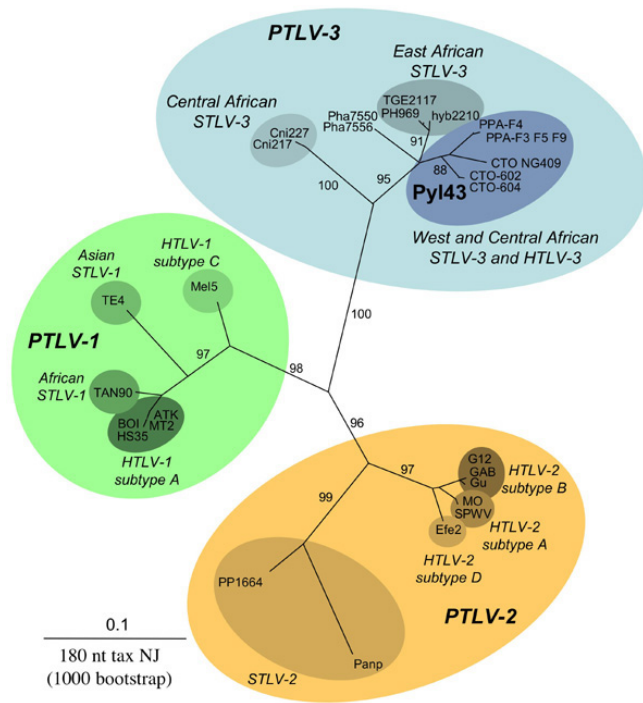 PTLV-3
East African
STLV-3
Central African
STLV-3
TGE2117
PH969
hyb2210
Pha7550
Pha7556
Cni227
Cni217
PPA-F4
PPA-F3 F5 F9
CTO NG409
CTO-602
CTO-604
91
88
95
100
Pyl43
West and Central African
STLV-3 and HTLV-3
100
HTLV-1
subtype C
Asian
STLV-1
Mel5
TE4
PTLV-1
97
98
African
STLV-1
TAN90
BOI
HS35
ATK
MT2
HTLV-1
subtype A
96
97
99
G12
GAB
Gu
HTLV-2
subtype B
MO
SPWV
HTLV-2
subtype A
Efe2
HTLV-2
subtype D
PP1664
PTLV-2
Panp
STLV-2
0.1
180 nt tax NJ
(1000 bootstrap)